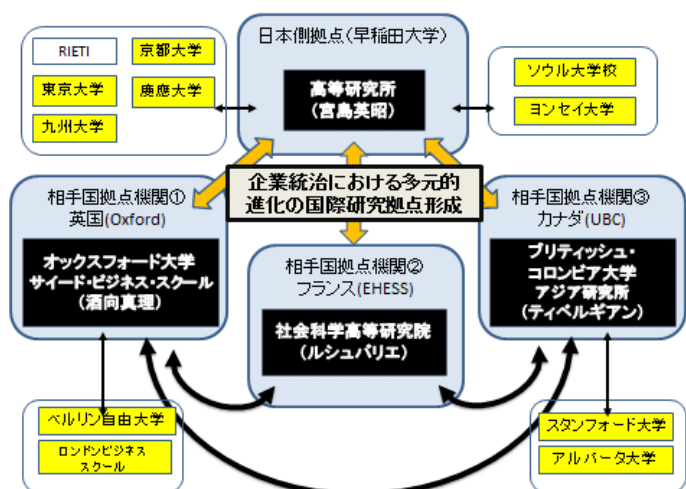 日本側拠点(早稲田大学)
高等研究所
(宮島英昭)
RIETI
京都大学
東京大学
慶應大学
九州大学
ソウル大学校
ヨンセイ大学
企業統治における多元的
進化の国際研究拠点形成
相手国拠点機関①
英国(Oxford)
オックスフォード大学
サイード・ビジネス・スクール
(酒向真理)
相手国拠点機関②
フランス(EHESS)
社会科学高等研究院
(ルシュバリエ)
相手国拠点機関③
カナダ(UBC)
ブリティッシュ・
コロンビア大学
アジア研究所
(ティベルギアン)
ベルリン自由大学
ロンドンビジネス
スクール
スタンフォード大学
アルバータ大学